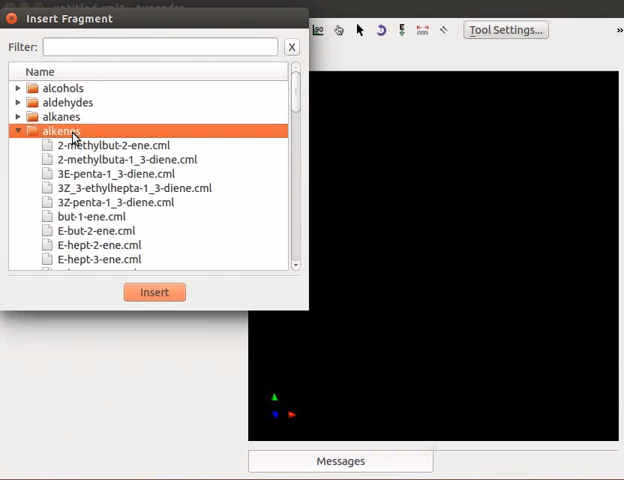 Insert Fragment
Filter:
X
Tool Settings...
»
Name
alcohols
aldehydes
alkanes
alkenes
2-methylbut-2-ene.cml
2-methylbuta-1_3-diene.cml
3E-penta-1_3-diene.cml
3Z_3-ethylhepta-1_3-diene.cml
3Z-penta-1_3-diene.cml
but-1-ene.cml
E-but-2-ene.cml
E-hept-2-ene.cml
E-hept-3-ene.cml
Insert
Messages